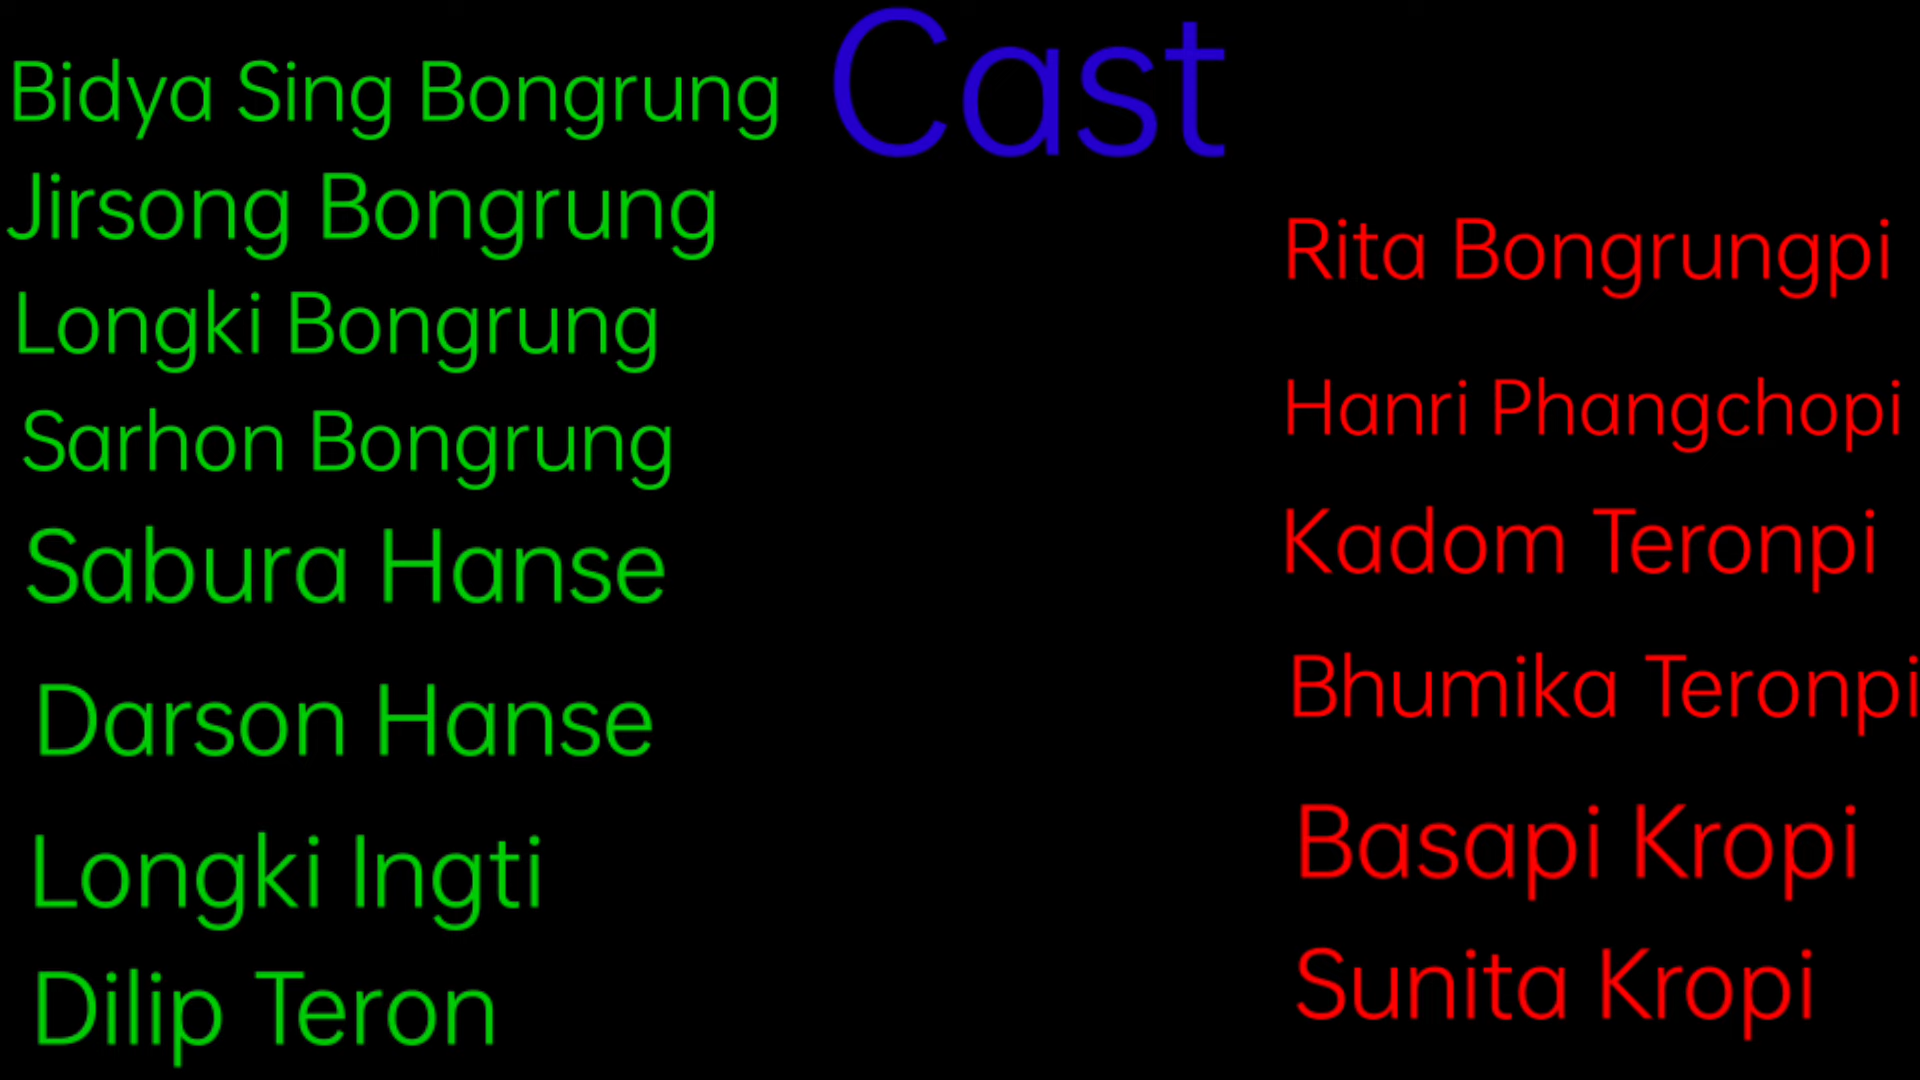 Cast
Bidya Sing Bongrung
Jirsong Bongrung
Longki Bongrung
Sarhon Bongrung
Sabura Hanse
Darson Hanse
Longki Ingti
Dilip Teron
Rita Bongrungpi
Hanri Phangchopi
Kadom Teronpi
Bhumika Teronpi
Basapi Kropi
Sunita Kropi